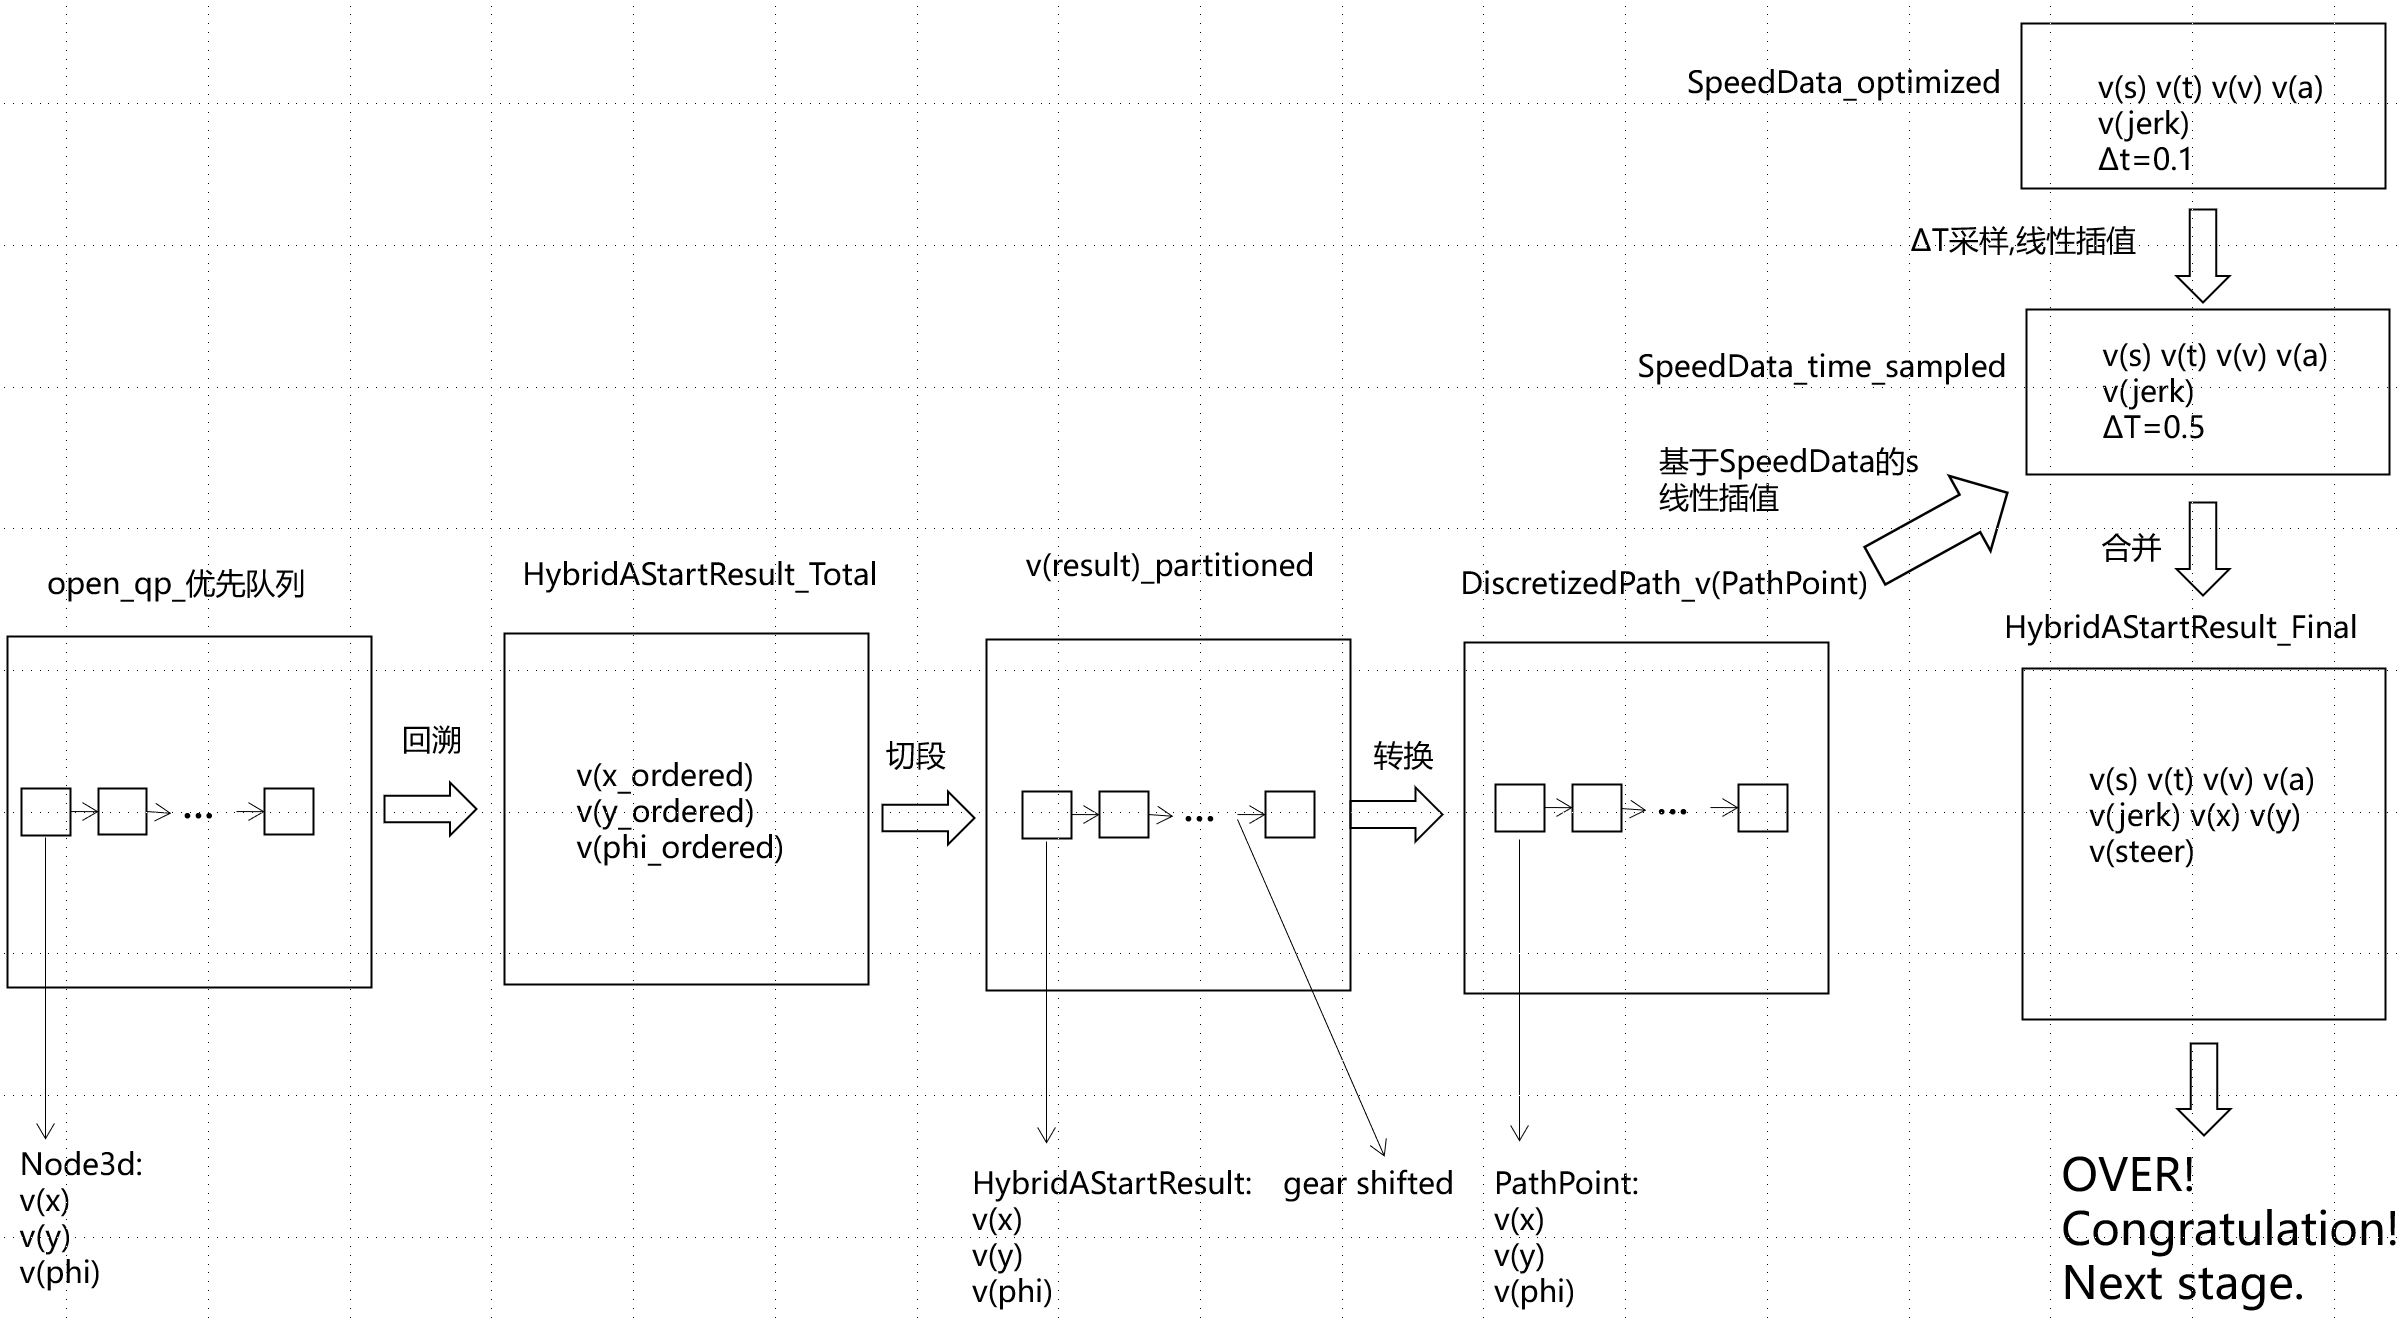 SpeedData_optimized
v(s) v(t) v(v) v(a)
v(jerk)
Δt=0.1
ΔT采样,线性插值
SpeedData_time_sampled
v(s) v(t) v(v) v(a)
v(jerk)
ΔT=0.5
基于SpeedData的s
线性插值
合并
open_qp_优先队列
HybridAStartResult_Total
v(result)_partitioned
DiscretizedPath_v(PathPoint)
HybridAStartResult_Final
回溯
v(x_ordered)
v(y_ordered)
v(phi_ordered)
切段
...
转换
...
...
v(s) v(t) v(v) v(a)
v(jerk) v(x) v(y)
v(steer)
Node3d:
v(x)
v(y)
v(phi)
HybridAStartResult:
v(x)
v(y)
v(phi)
gear shifted
PathPoint:
v(x)
v(y)
v(phi)
OVER!
Congratulation!
Next stage.